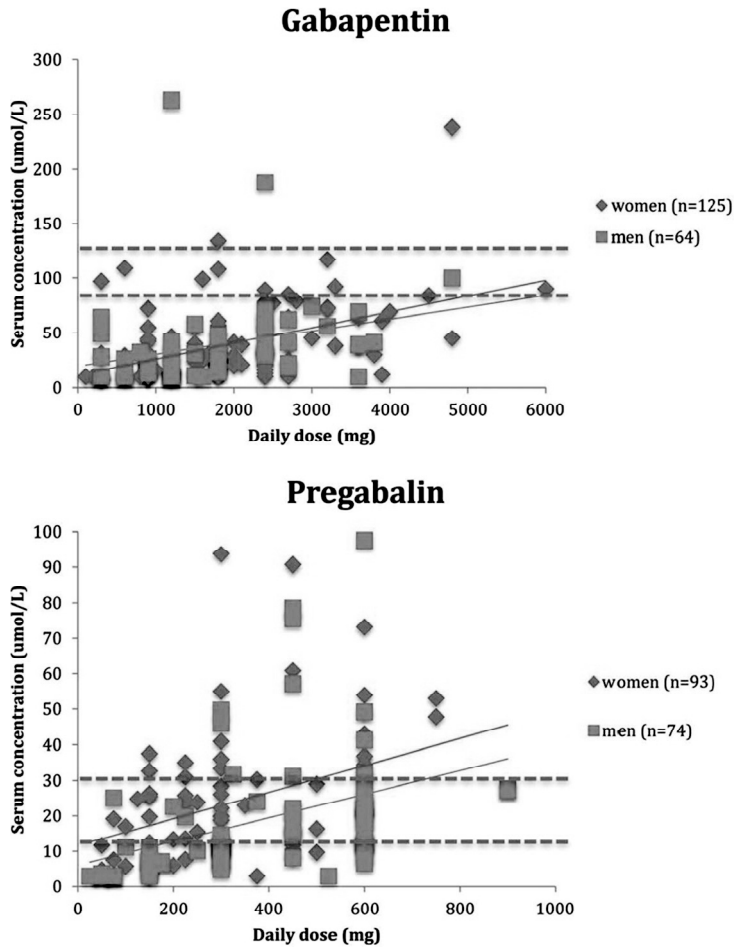 Gabapentin
300
250
200
150
100
50
0
0 1000 2000 3000 4000 5000 6000
Serum concentration (umol/L)
Daily dose (mg)
women (n=125)
men (n=64)
Pregabalin
100
90
80
70
60
50
40
30
20
10
0
0 200 400 600 800 1000
Serum concentration (umol/L)
Daily dose (mg)
women (n=93)
men (n=74)